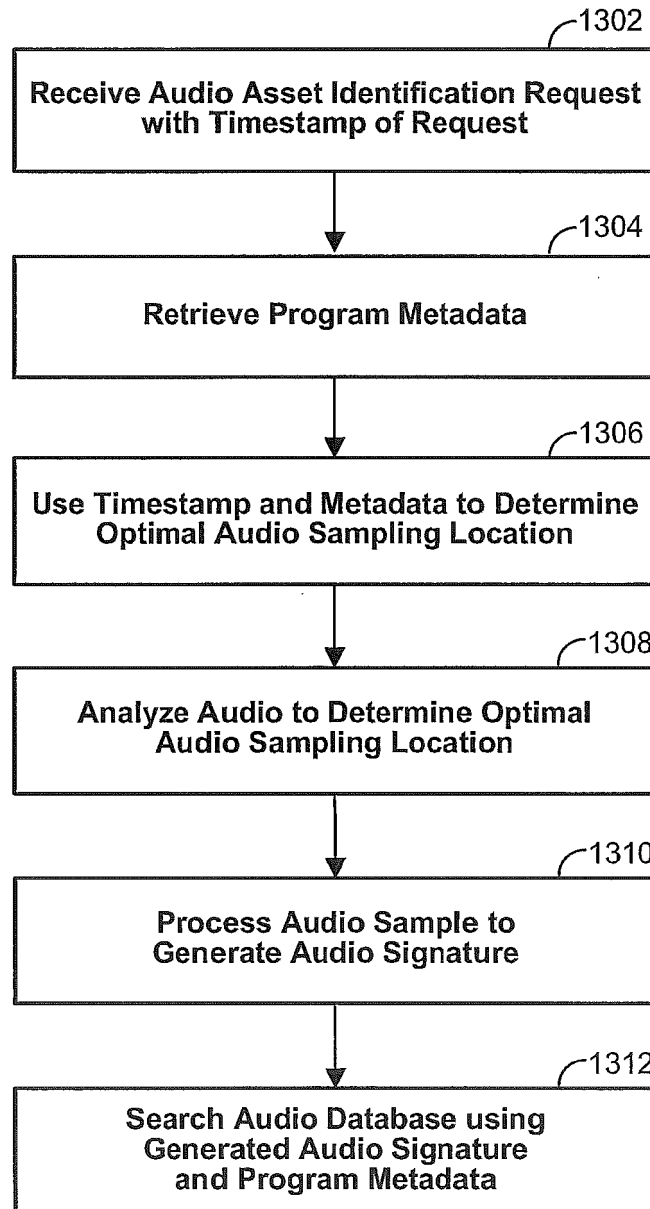 1302
Receive Audio Asset Identification Request
with Timestamp of Request
1304
Retrieve Program Metadata
1306
Use Timestamp and Metadata to Determine
Optimal Audio Sampling Location
1308
Analyze Audio to Determine Optimal
Audio Sampling Location
1310
Process Audio Sample to
Generate Audio Signature
1312
Search Audio Database using
Generated Audio Signature
and Program Metadata